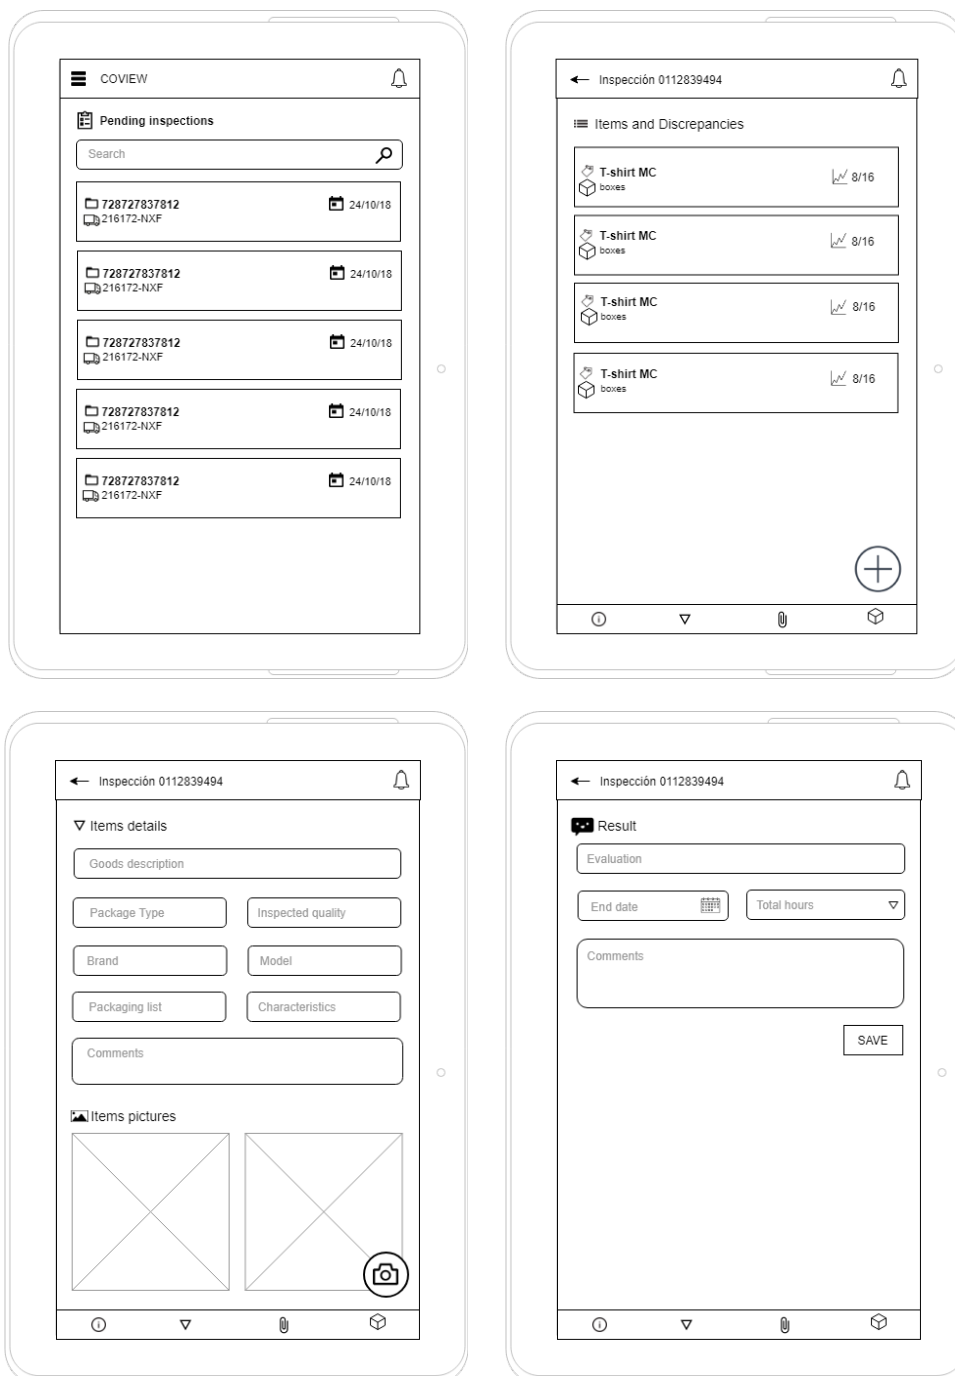 COVIEW
Pending inspections
Search
728727837812
24/10/18
216172-NXF
728727837812
24/10/18
216172-NXF
728727837812
24/10/18
216172-NXF
728727837812
24/10/18
216172-NXF
728727837812
24/10/18
216172-NXF
Inspección 0112839494
Items and Discrepancies
T-shirt MC
8/16
boxes
T-shirt MC
8/16
boxes
T-shirt MC
8/16
boxes
T-shirt MC
8/16
boxes
Inspección 0112839494
Items details
Goods description
Package Type
Inspected quality
Brand
Model
Packaging list
Characteristics
Comments
Items pictures
Inspección 0112839494
Result
Evaluation
End date
Total hours
Comments
SAVE